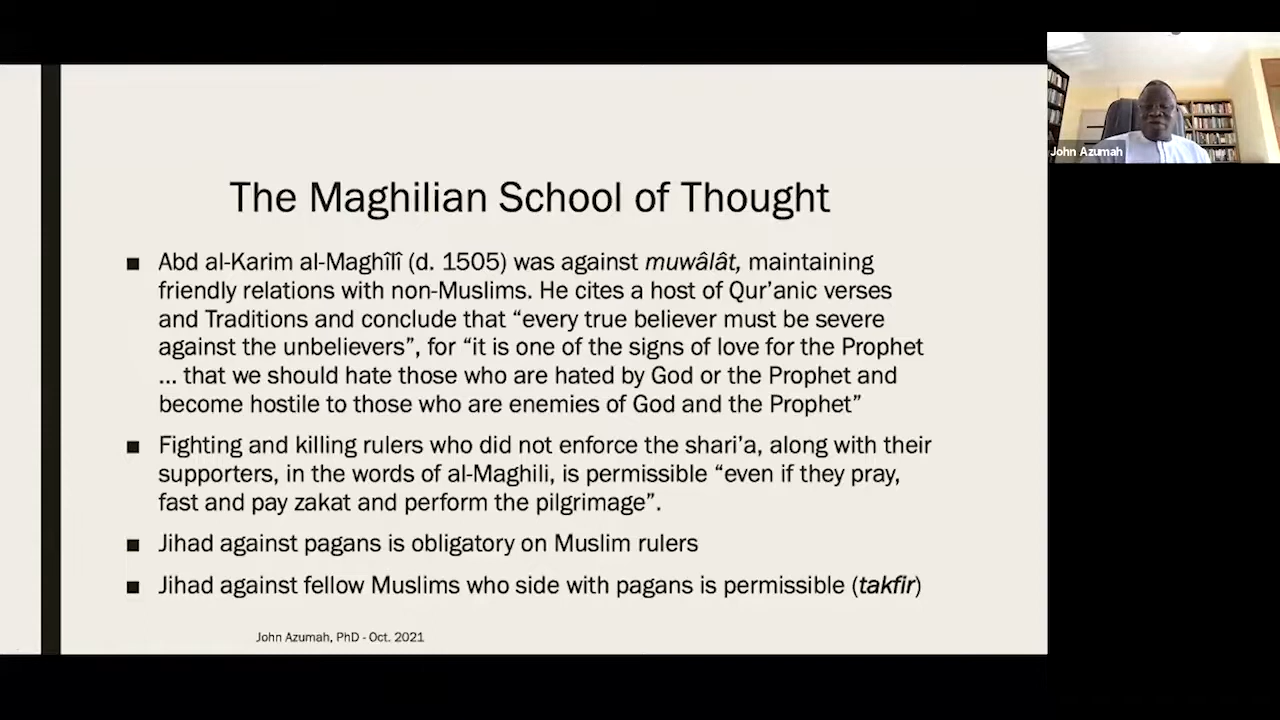 The Maghilian School of Thought
■ Abd al-Karim al-Maghîlî (d. 1505) was against muwâlât, maintaining
friendly relations with non-Muslims. He cites a host of Qur’anic verses
and Traditions and conclude that “every true believer must be severe
against the unbelievers”, for “it is one of the signs of love for the Prophet
... that we should hate those who are hated by God or the Prophet and
become hostile to those who are enemies of God and the Prophet”
■ Fighting and killing rulers who did not enforce the shari’a, along with their
supporters, in the words of al-Maghili, is permissible “even if they pray,
fast and pay zakat and perform the pilgrimage”.
■ Jihad against pagans is obligatory on Muslim rulers
■ Jihad against fellow Muslims who side with pagans is permissible (takfir)
John Azumah, PhD - Oct. 2021
John Azumah